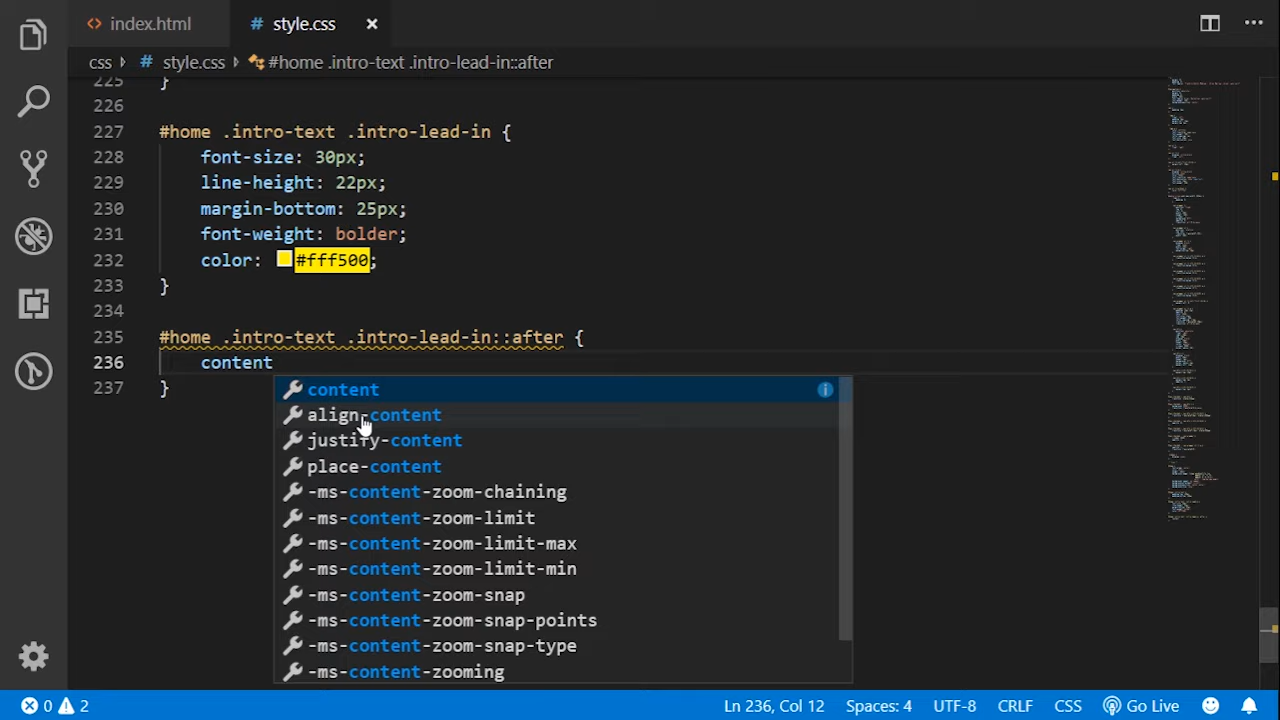 index.html
style.css
css
style.css
#home .intro-text .intro-lead-in::after
225 }
226
227 #home .intro-text .intro-lead-in {
228 font-size: 30px;
229 line-height: 22px;
230 margin-bottom: 25px;
231 font-weight: bolder;
232 color: #fff500;
233 }
234
235 #home .intro-text .intro-lead-in::after {
236 content
237 }
content
align-content
justify-content
place-content
-ms-content-zoom-chaining
-ms-content-zoom-limit
-ms-content-zoom-limit-max
-ms-content-zoom-limit-min
-ms-content-zoom-snap
-ms-content-zoom-snap-points
-ms-content-zoom-snap-type
-ms-content-zooming
0 2 Ln 236, Col 12 Spaces: 4 UTF-8 CRLF CSS Go Live